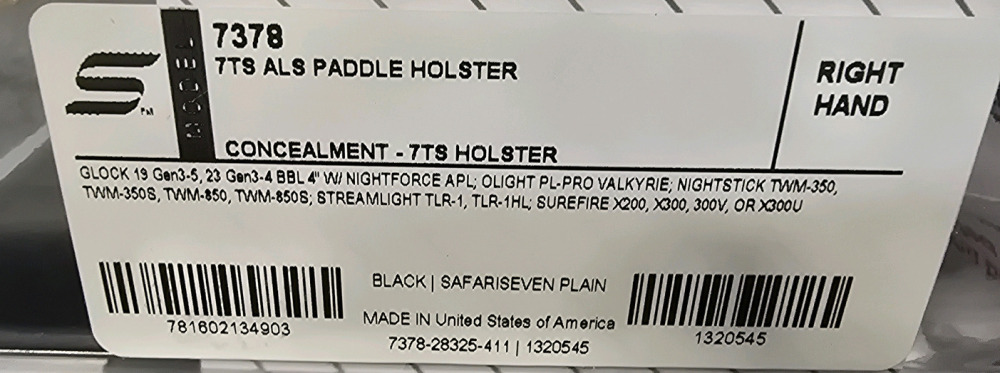 MODEL
7378
7TS ALS PADDLE HOLSTER
RIGHT
HAND
CONCEALMENT - 7TS HOLSTER
GLOCK 19 Gen3-5, 23 Gen3-4 BBL 4" W/ NIGHTFORCE APL; OLIGHT PL-PRO VALKYRIE; NIGHTSTICK TWM-350,
TWM-350S, TWM-850, TWM-850S; STREAMLIGHT TLR-1, TLR-1HL; SUREFIRE X200, X300, 300V, OR X300U
BLACK | SAFARISEVEN PLAIN
MADE IN United States of America
7378-28325-411 | 1320545
781602134903
1320545